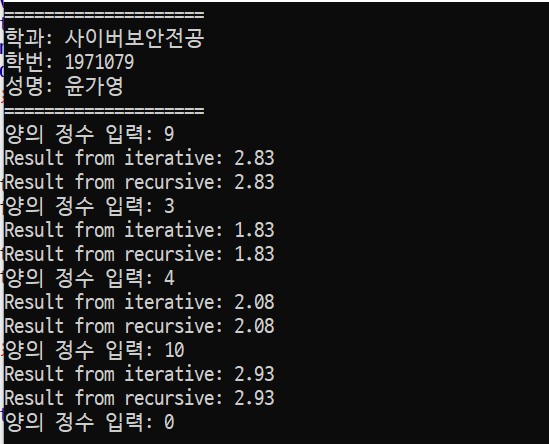 ====================
학과: 사이버보안전공
학번: 1971079
성명: 윤가영
====================
양의 정수 입력: 9
Result from iterative: 2.83
Result from recursive: 2.83
양의 정수 입력: 3
Result from iterative: 1.83
Result from recursive: 1.83
양의 정수 입력: 4
Result from iterative: 2.08
Result from recursive: 2.08
양의 정수 입력: 10
Result from iterative: 2.93
Result from recursive: 2.93
양의 정수 입력: 0